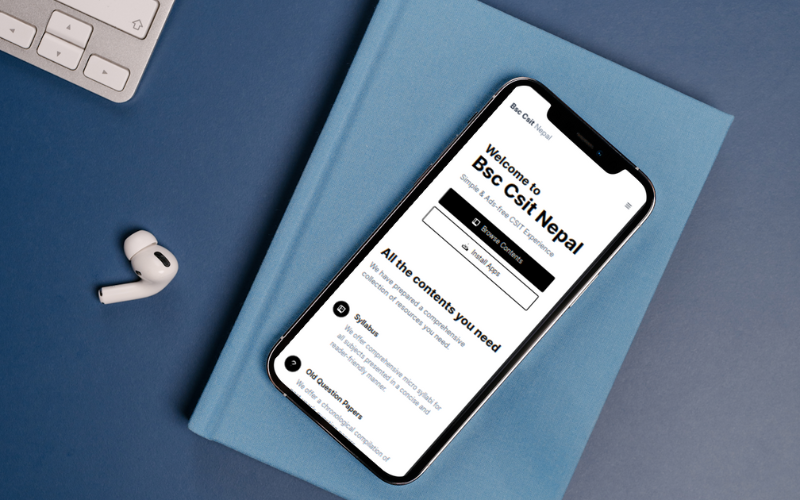 Bsc Csit Nepal
Welcome to
Bsc Csit Nepal
Simple & Ads-free CSIT Experience
Browse Contents
Install Apps
All the contents you need
We have prepared a comprehensive
collection of resources you need.
Syllabus
We offer comprehensive micro syllabi for
all subjects presented in a concise and
reader-friendly manner.
Old Question Papers
We offer a chronological compilation of